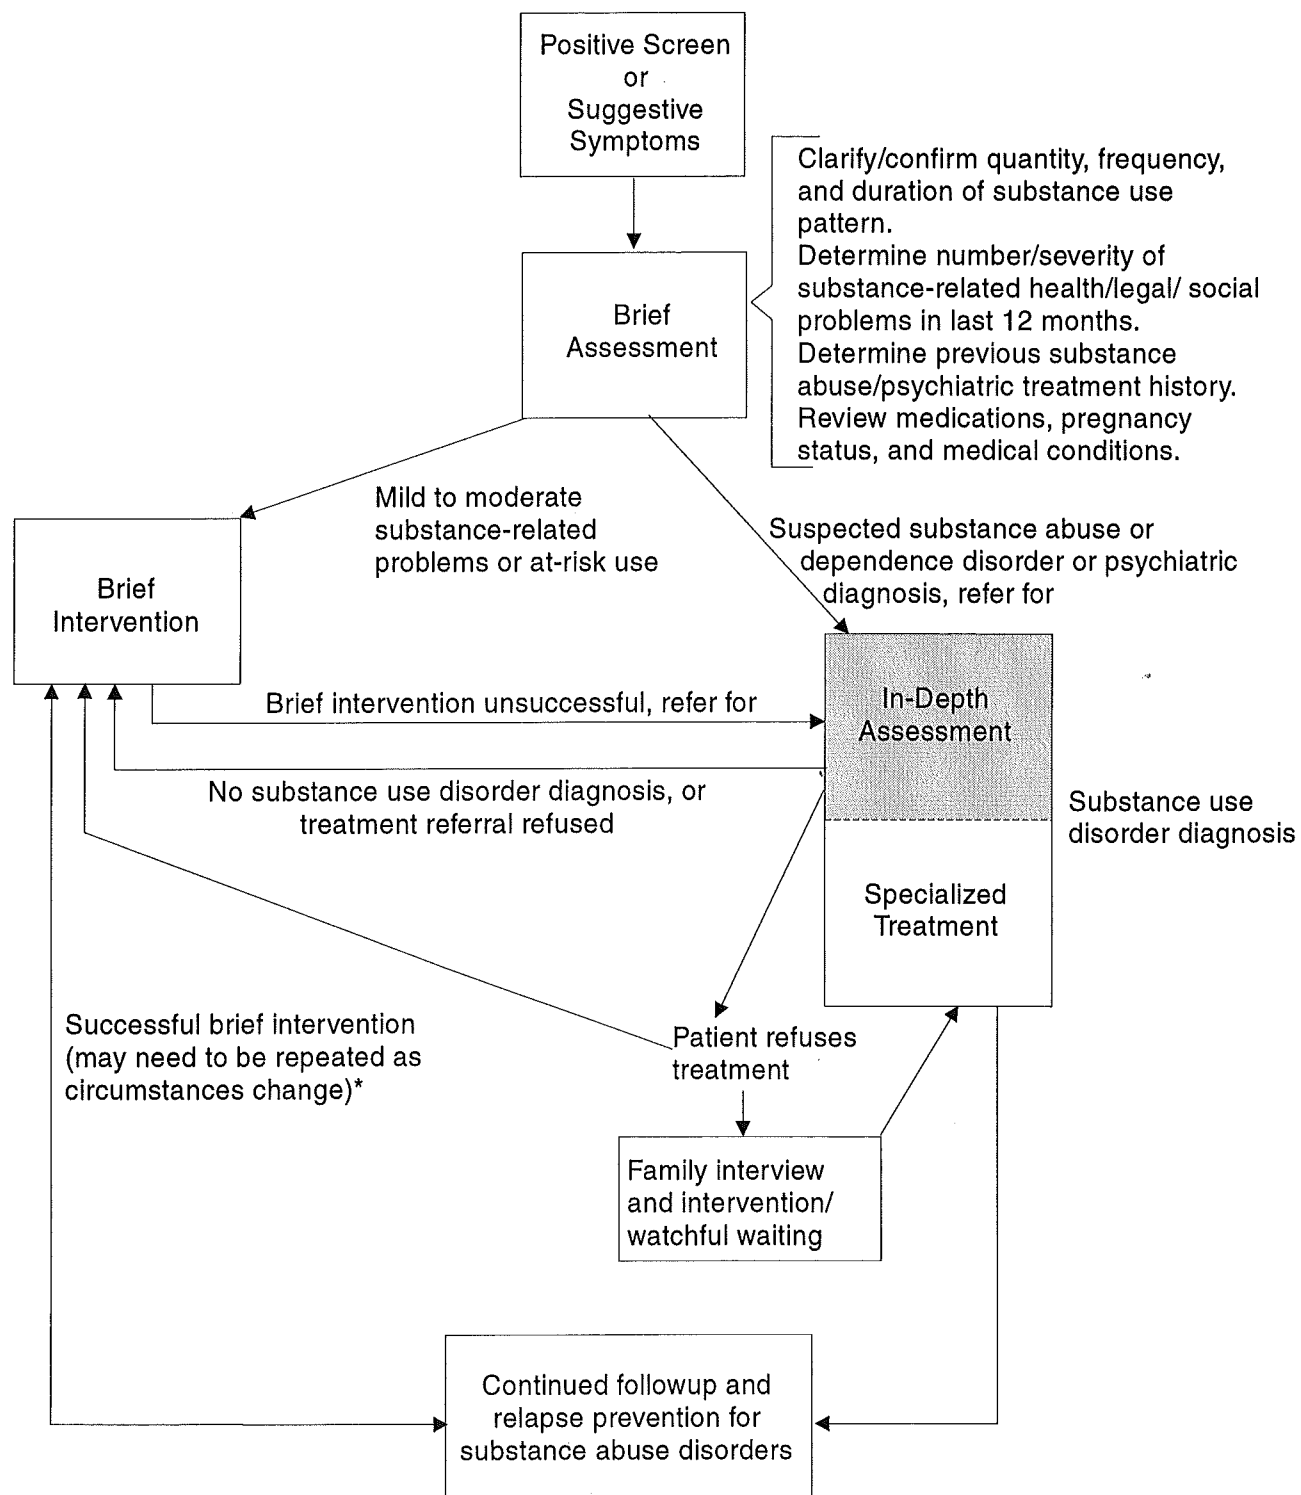 Positive Screen
or
Suggestive
Symptoms
Clarify/confirm quantity, frequency,
and duration of substance use
pattern.
Determine number/severity of
substance-related health/legal/ social
problems in last 12 months.
Determine previous substance
abuse/psychiatric treatment history.
Review medications, pregnancy
status, and medical conditions.
Brief
Assessment
Mild to moderate
substance-related
problems or at-risk use
Suspected substance abuse or
dependence disorder or psychiatric
diagnosis, refer for
Brief
Intervention
In-Depth
Assessment
Brief intervention unsuccessful, refer for
No substance use disorder diagnosis, or
treatment referral refused
Substance use
disorder diagnosis
Specialized
Treatment
Successful brief intervention
(may need to be repeated as
circumstances change)*
Patient refuses
treatment
Family interview
and intervention/
watchful waiting
Continued followup and
relapse prevention for
substance abuse disorders